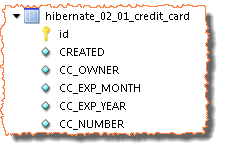 hibernate_02_01_credit_card
id
CREATED
CC_OWNER
CC_EXP_MONTH
CC_EXP_YEAR
CC_NUMBER